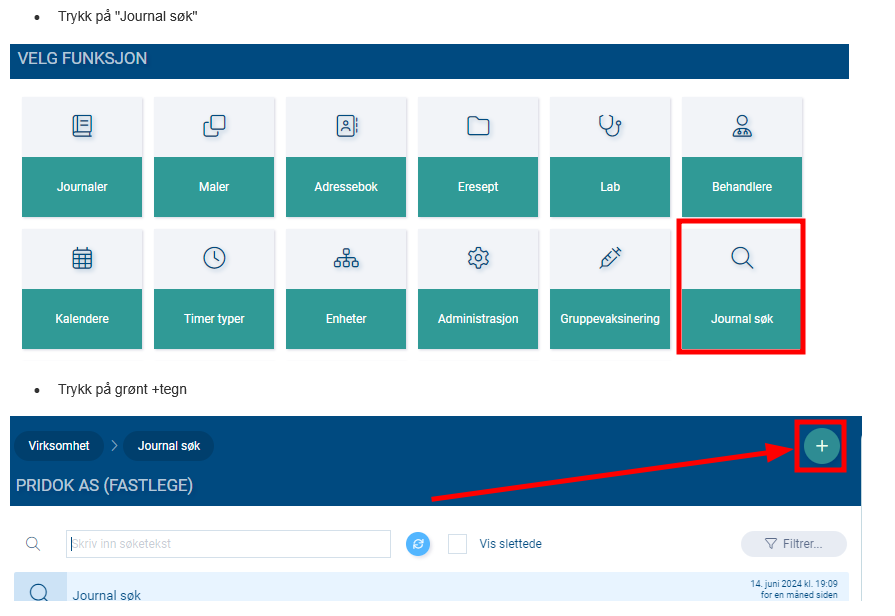 • Trykk på "Journal søk"
VELG FUNKSJON
Journaler
Maler
Adressebok
Eresept
Lab
Behandlere
Kalendere
Timer typer
Enheter
Administrasjon
Gruppevaksinering
Journal søk
• Trykk på grønt +tegn
Virksomhet > Journal søk
+
PRIDOK AS (FASTLEGE)
Skriv inn søketekst
Vis slettede
Filtrer...
14. juni 2024 kl. 19:09
Journal søk
for en måned siden